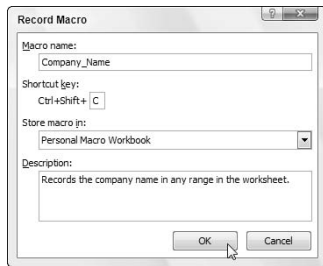 Record Macro
Macro name:
Company_Name
Shortcut key:
Ctrl+Shift+ C
Store macro in:
Personal Macro Workbook
Description:
Records the company name in any range in the worksheet.
OK Cancel